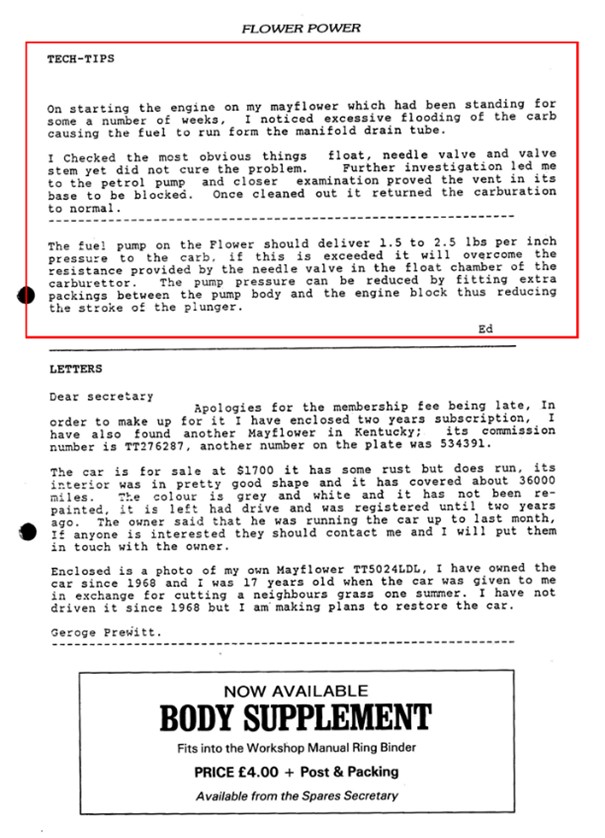 FLOWER POWER
TECH-TIPS
On starting the engine on my mayflower which had been standing for
some a number of weeks, I noticed excessive flooding of the carb
causing the fuel to run form the manifold drain tube.
I Checked the most obvious things float, needle valve and valve
stem yet did not cure the problem. Further investigation led me
to the petrol pump and closer examination proved the vent in its
base to be blocked. Once cleaned out it returned the carburation
to normal.
The fuel pump on the Flower should deliver 1.5 to 2.5 lbs per inch
pressure to the carb, if this is exceeded it will overcome the
resistance provided by the needle valve in the float chamber of the
carburettor. The pump pressure can be reduced by fitting extra
packings between the pump body and the engine block thus reducing
the stroke of the plunger.
Ed
LETTERS
Dear secretary
Apologies for the membership fee being late, In
order to make up for it I have enclosed two years subscription, I
have also found another Mayflower in Kentucky; its commission
number is TT276287, another number on the plate was 534391.
The car is for sale at $1700 it has some rust but does run, its
interior was in pretty good shape and it has covered about 36000
miles. The colour is grey and white and it has not been re-
painted, it is left had drive and was registered until two years
ago. The owner said that he was running the car up to last month,
If anyone is interested they should contact me and I will put them
in touch with the owner.
Enclosed is a photo of my own Mayflower TT5024LDL, I have owned the
car since 1968 and I was 17 years old when the car was given to me
in exchange for cutting a neighbours grass one summer. I have not
driven it since 1968 but I am making plans to restore the car.
Geroge Prewitt.
NOW AVAILABLE
BODY SUPPLEMENT
Fits into the Workshop Manual Ring Binder
PRICE £4.00 + Post & Packing
Available from the Spares Secretary